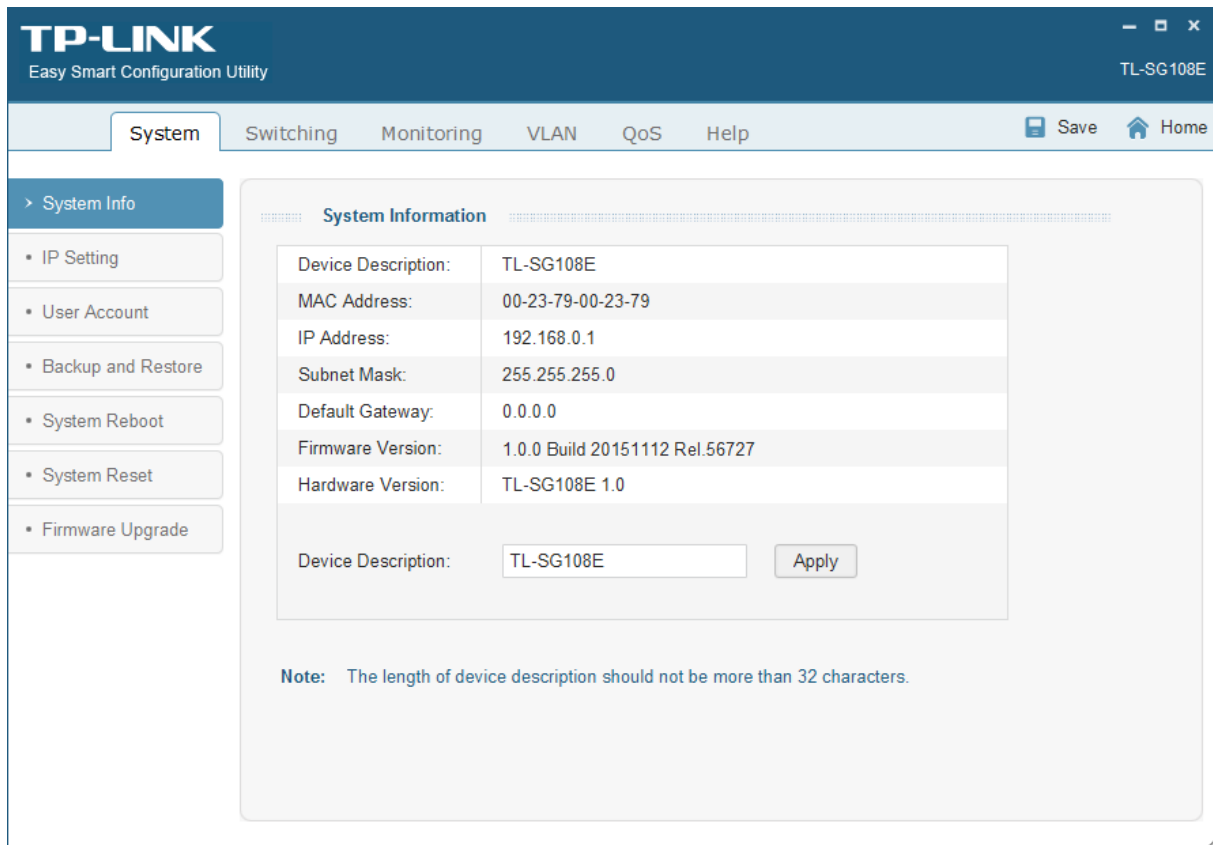 TP-LINK
Easy Smart Configuration Utility
TL-SG108E
System Switching Monitoring VLAN QoS Help Save Home
> System Info
• IP Setting
• User Account
• Backup and Restore
• System Reboot
• System Reset
• Firmware Upgrade
System Information
Device Description: TL-SG108E
MAC Address: 00-23-79-00-23-79
IP Address: 192.168.0.1
Subnet Mask: 255.255.255.0
Default Gateway: 0.0.0.0
Firmware Version: 1.0.0 Build 20151112 Rel.56727
Hardware Version: TL-SG108E 1.0
Device Description: TL-SG108E Apply
Note: The length of device description should not be more than 32 characters.